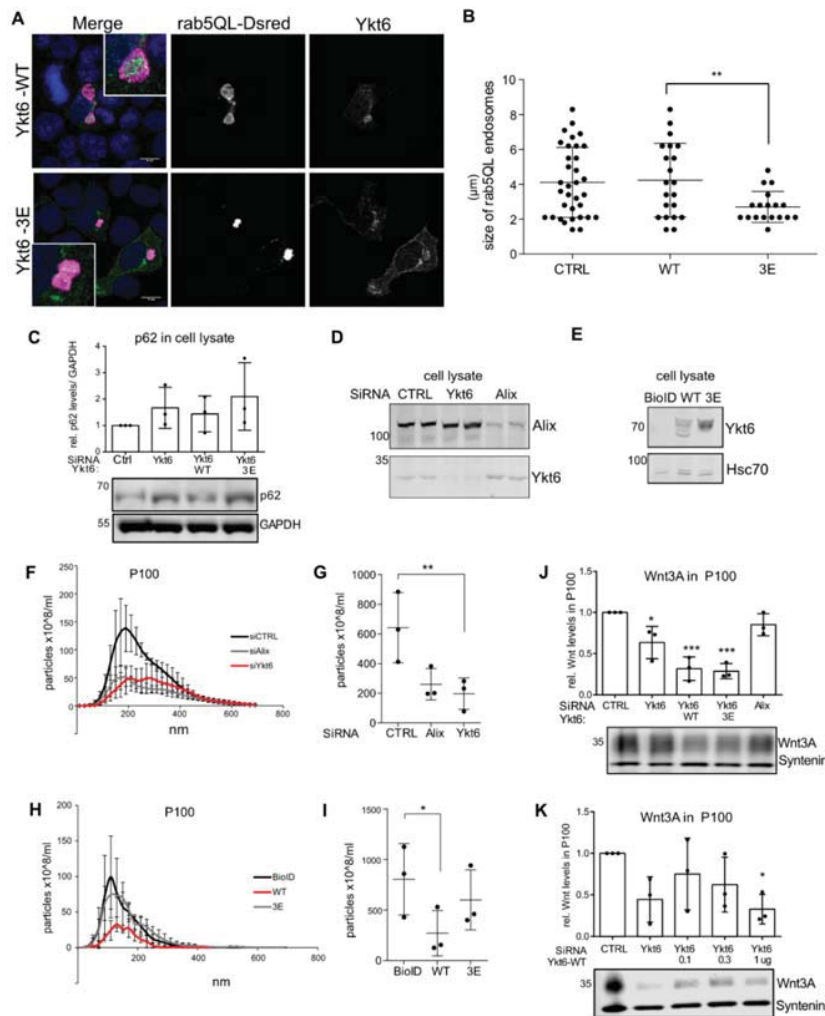 A
Merge
rab5QL-Dsred
Ykt6
Ykt6 -WT
Ykt6 -3E
B
**
10
8
6
4
2
0
(µm)
size of rab5QL endosomes
CTRL
WT
3E
C
p62 in cell lysate
rel. p62 levels/ GAPDH
4
3
2
1
0
SiRNA
Ykt6:
Ctrl
Ykt6
Ykt6
WT
Ykt6
3E
70
p62
55
GAPDH
D
cell lysate
SiRNA CTRL Ykt6 Alix
100
Alix
35
Ykt6
E
cell lysate
BioID WT 3E
70
Ykt6
100
Hsc70
F
P100
particles x10^8/ml
200
150
100
50
0
siCTRL
siAlix
siYkt6
200 400 600 800
nm
G
**
particles x10^8/ml
1000
800
600
400
200
0
SiRNA CTRL Alix Ykt6
J
Wnt3A in P100
rel. Wnt levels in P100
1.5
1.0
0.5
0.0
* *** ***
SiRNA
Ykt6:
CTRL
Ykt6
Ykt6
WT
Ykt6
3E
Alix
35
Wnt3A
Syntenin
H
P100
particles x10^8/ml
200
150
100
50
0
BioID
WT
3E
200 400 600 800
nm
I
*
particles x10^8/ml
1500
1000
500
0
BioID WT 3E
K
Wnt3A in P100
rel. Wnt levels in P100
1.5
1.0
0.5
0.0
*
SiRNA
Ykt6-WT
CTRL
Ykt6
Ykt6
0.1
Ykt6
0.3
Ykt6
1 ug
35
Wnt3A
Syntenin